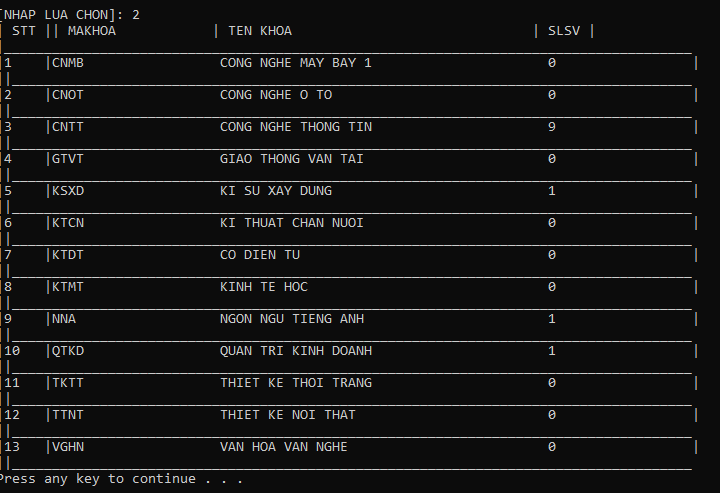 [NHAP LUA CHON]: 2
| STT || MAKHOA | TEN KHOA | SLSV |
|1 |CNMB CONG NGHE MAY BAY 1 0 |
|2 |CNOT CONG NGHE O TO 0 |
|3 |CNTT CONG NGHE THONG TIN 9 |
|4 |GTVT GIAO THONG VAN TAI 0 |
|5 |KSXD KI SU XAY DUNG 1 |
|6 |KTCN KI THUAT CHAN NUOI 0 |
|7 |KTDT CO DIEN TU 0 |
|8 |KTMT KINH TE HOC 0 |
|9 |NNA NGON NGU TIENG ANH 1 |
|10 |QTKD QUAN TRI KINH DOANH 1 |
|11 |TKTT THIET KE THOI TRANG 0 |
|12 |TTNT THIET KE NOI THAT 0 |
|13 |VGHN VAN HOA VAN NGHE 0 |
Press any key to continue . . .